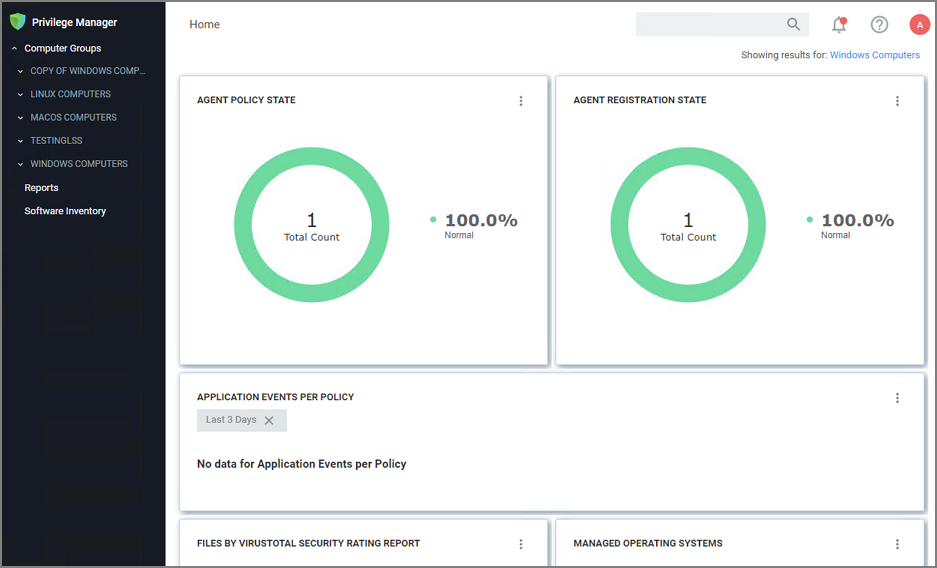 Privilege Manager
Computer Groups
COPY OF WINDOWS COMP...
LINUX COMPUTERS
MACOS COMPUTERS
TESTINGLSS
WINDOWS COMPUTERS
Reports
Software Inventory
Home
A
Showing results for: Windows Computers
AGENT POLICY STATE
1
Total Count
100.0%
Normal
AGENT REGISTRATION STATE
1
Total Count
100.0%
Normal
APPLICATION EVENTS PER POLICY
Last 3 Days
No data for Application Events per Policy
FILES BY VIRUSTOTAL SECURITY RATING REPORT
MANAGED OPERATING SYSTEMS